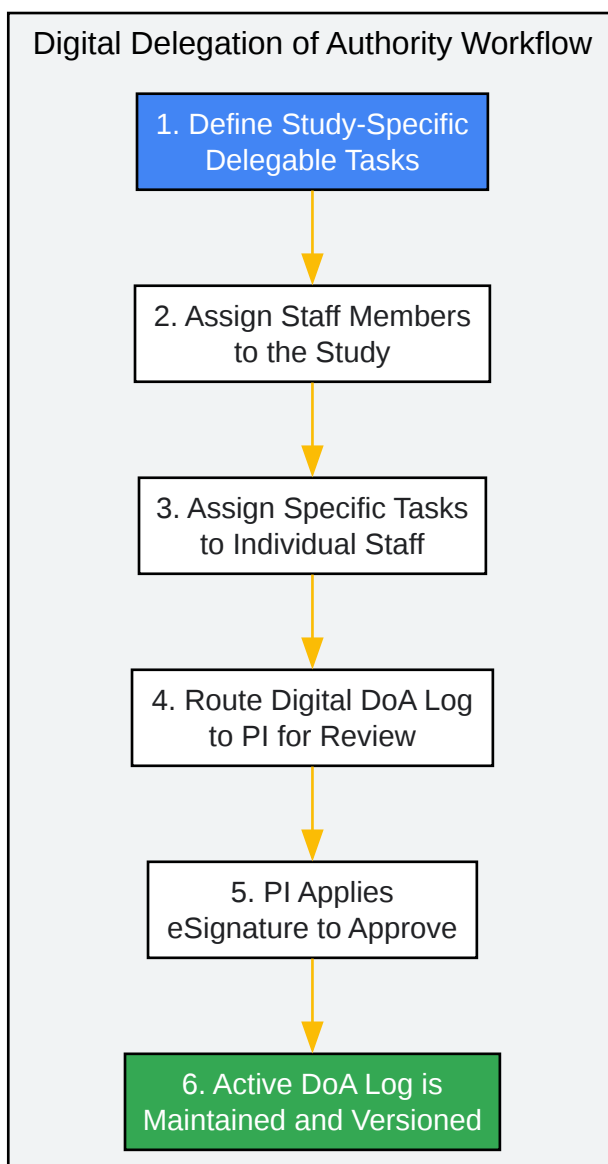 Digital Delegation of Authority Workflow
1. Define Study-Specific
Delegable Tasks
2. Assign Staff Members
to the Study
3. Assign Specific Tasks
to Individual Staff
4. Route Digital DoA Log
to PI for Review
5. PI Applies
eSignature to Approve
6. Active DoA Log is
Maintained and Versioned